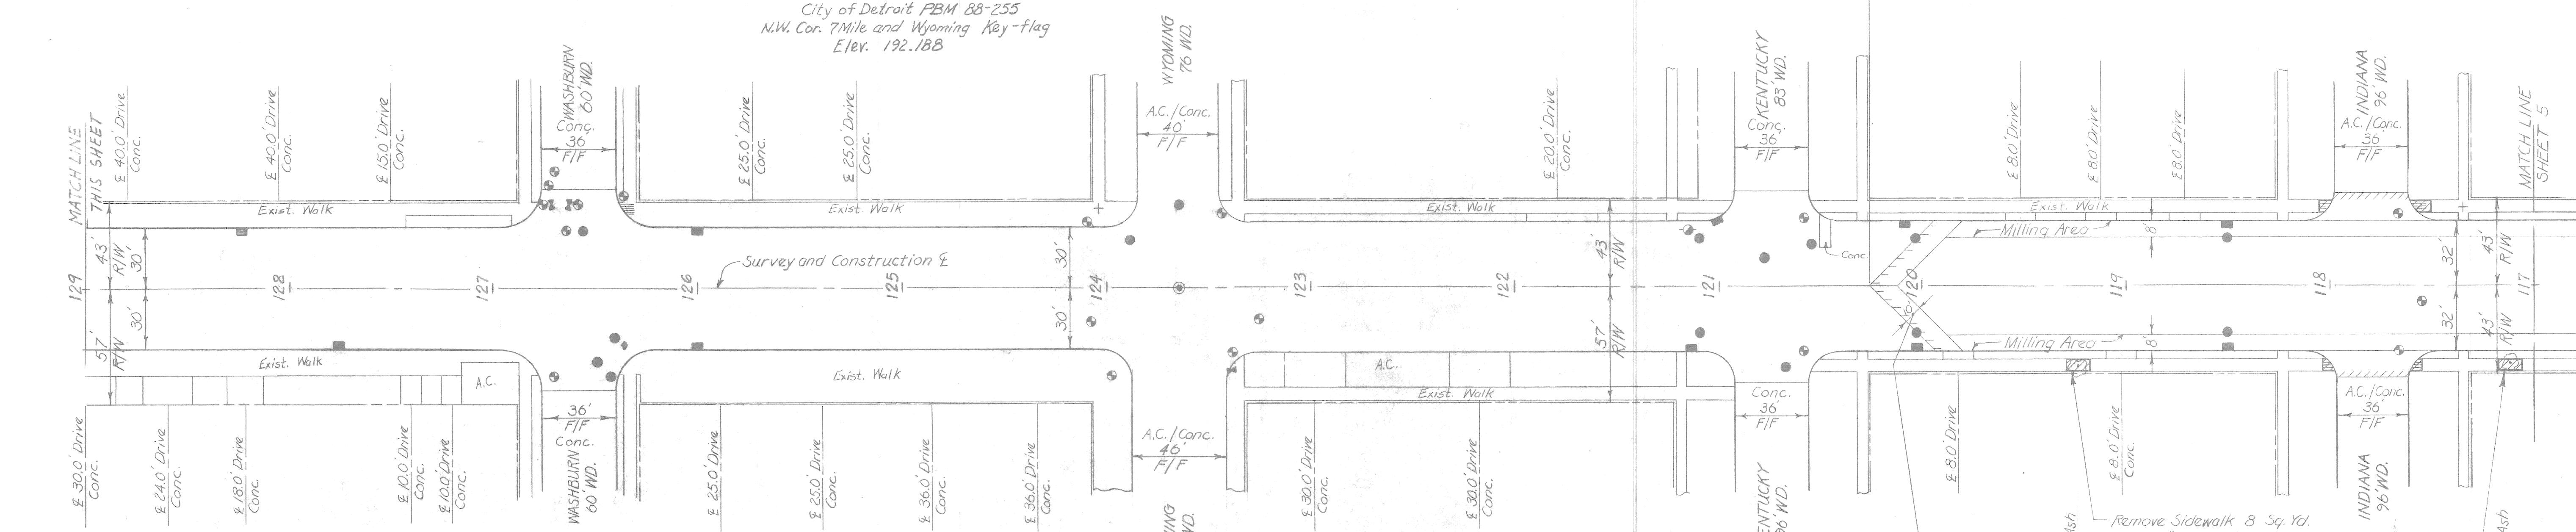 City of Detroit PBM 88-255
N.W. Cor. 7 Mile and Wyoming Key-flag
Elev. 192.188
MATCH LINE
THIS SHEET
℄ 40.0' Drive
Conc.
℄ 40.0' Drive
Conc.
℄ 15.0' Drive
Conc.
WASHBURN
60' WD.
Conc.
36'
F/F
℄ 25.0' Drive
Conc.
℄ 25.0' Drive
Conc.
WYOMING
76 WD.
A.C./Conc.
40'
F/F
℄ 20.0' Drive
Conc.
KENTUCKY
83' WD.
Conc.
36
F/F
℄ 8.0' Drive
℄ 8.0' Drive
℄ 8.0' Drive
INDIANA
96' WD.
A.C./Conc.
36
F/F
MATCH LINE
SHEET 5
Exist. Walk
Exist. Walk
Exist. Walk
Exist. Walk
43'
R/W
30'
30'
43'
R/W
Milling Area
8'
Conc
32'
43'
R/W
Survey and Construction ℄
129
128
127
126
125
124
123
122
121
120
119
118
117
57'
R/W
30'
30'
57'
R/W
Milling Area
8'
32'
43'
R/W
Exist. Walk
A.C.
Exist. Walk
A.C.
Exist. Walk
℄ 30.0' Drive
Conc.
℄ 24.0' Drive
Conc.
℄ 18.0' Drive
Conc.
℄ 10.0' Drive
Conc.
℄ 10.0' Drive
Conc.
36'
F/F
Conc.
WASHBURN
60' WD.
℄ 25.0' Drive
℄ 25.0' Drive
Conc.
℄ 36.0' Drive
Conc.
℄ 36.0' Drive
Conc.
A.C./Conc.
46'
F/F
℄ 30.0' Drive
Conc.
℄ 30.0' Drive
Conc.
Conc.
36'
F/F
ENTUCKY
℄ 8.0' Drive
℄ 8.0' Drive
Conc.
A.C./Conc.
36
F/F
INDIANA
96' WD.
Remove Sidewalk 8 Sq. Yd.